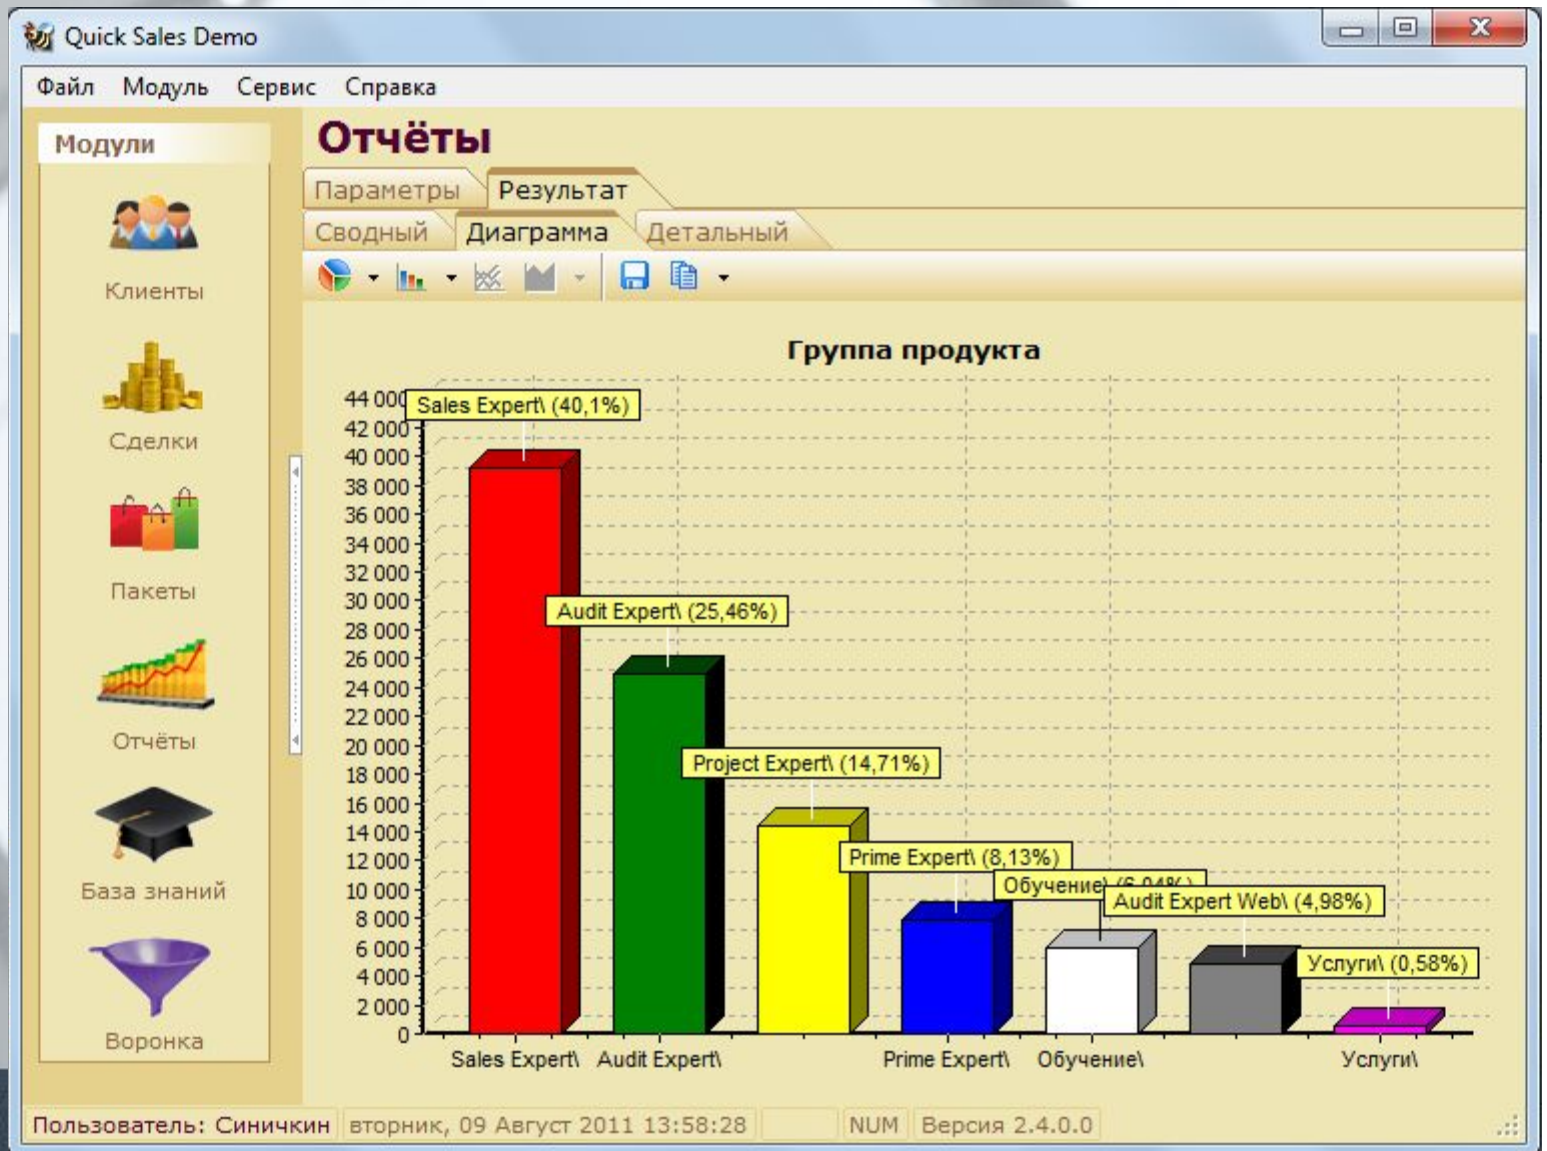 Quick Sales Demo
Файл Модуль Сервис Справка
Модули
Клиенты
Сделки
Пакеты
Отчёты
База знаний
Воронка
Отчёты
Параметры Результат
Сводный Диаграмма Детальный
Группа продукта
44 000
42 000
40 000
38 000
36 000
34 000
32 000
30 000
28 000
26 000
24 000
22 000
20 000
18 000
16 000
14 000
12 000
10 000
8 000
6 000
4 000
2 000
0
Sales Expert\ (40,1%)
Audit Expert\ (25,46%)
Project Expert\ (14,71%)
Prime Expert\ (8,13%)
Обучение\ (6,04%)
Audit Expert Web\ (4,98%)
Услуги\ (0,58%)
Sales Expert\ Audit Expert\ Prime Expert\ Обучение\ Услуги\
Пользователь: Синичкин вторник, 09 Август 2011 13:58:28 NUM Версия 2.4.0.0